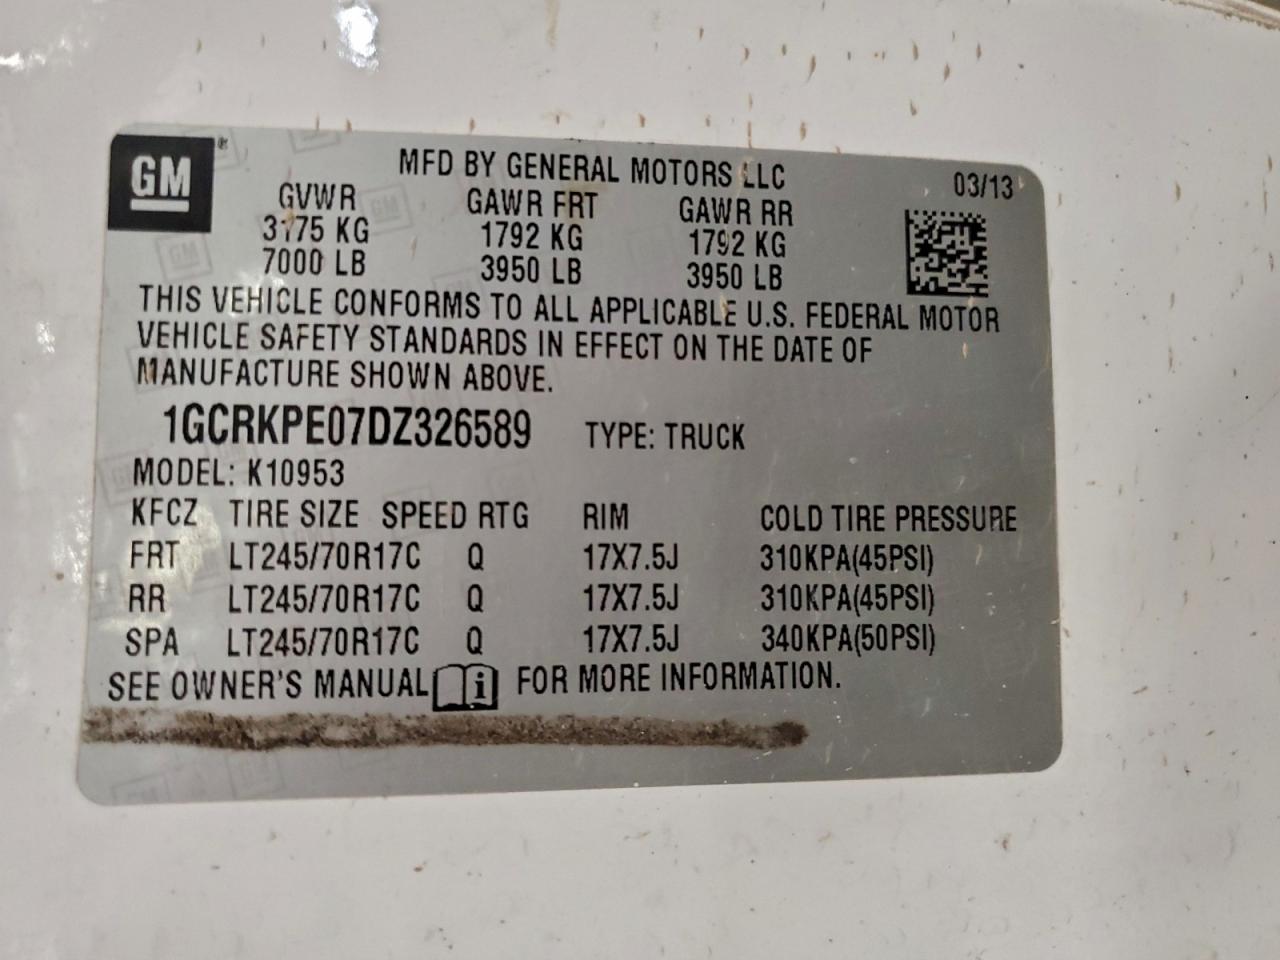 GM
MFD BY GENERAL MOTORS LLC
03/13
GVWR GAWR FRT GAWR RR
3175 KG 1792 KG 1792 KG
7000 LB 3950 LB 3950 LB
THIS VEHICLE CONFORMS TO ALL APPLICABLE U.S. FEDERAL MOTOR
VEHICLE SAFETY STANDARDS IN EFFECT ON THE DATE OF
MANUFACTURE SHOWN ABOVE.
1GCRKPE07DZ326589 TYPE: TRUCK
MODEL: K10953
KFCZ TIRE SIZE SPEED RTG RIM COLD TIRE PRESSURE
FRT LT245/70R17C Q 17X7.5J 310KPA(45PSI)
RR LT245/70R17C Q 17X7.5J 310KPA(45PSI)
SPA LT245/70R17C Q 17X7.5J 340KPA(50PSI)
SEE OWNER'S MANUAL i FOR MORE INFORMATION.